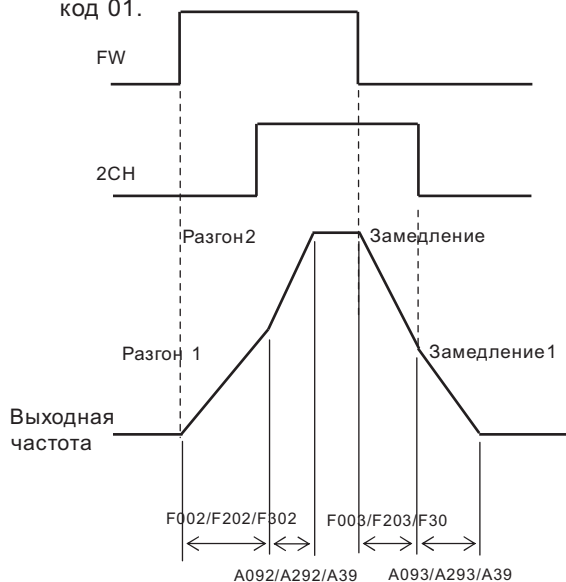 код 01.
FW
2CH
Разгон2
Замедление
Разгон 1
Замедление1
Выходная
частота
F002/F202/F302
F003/F203/F30
A092/A292/A39
A093/A293/A39